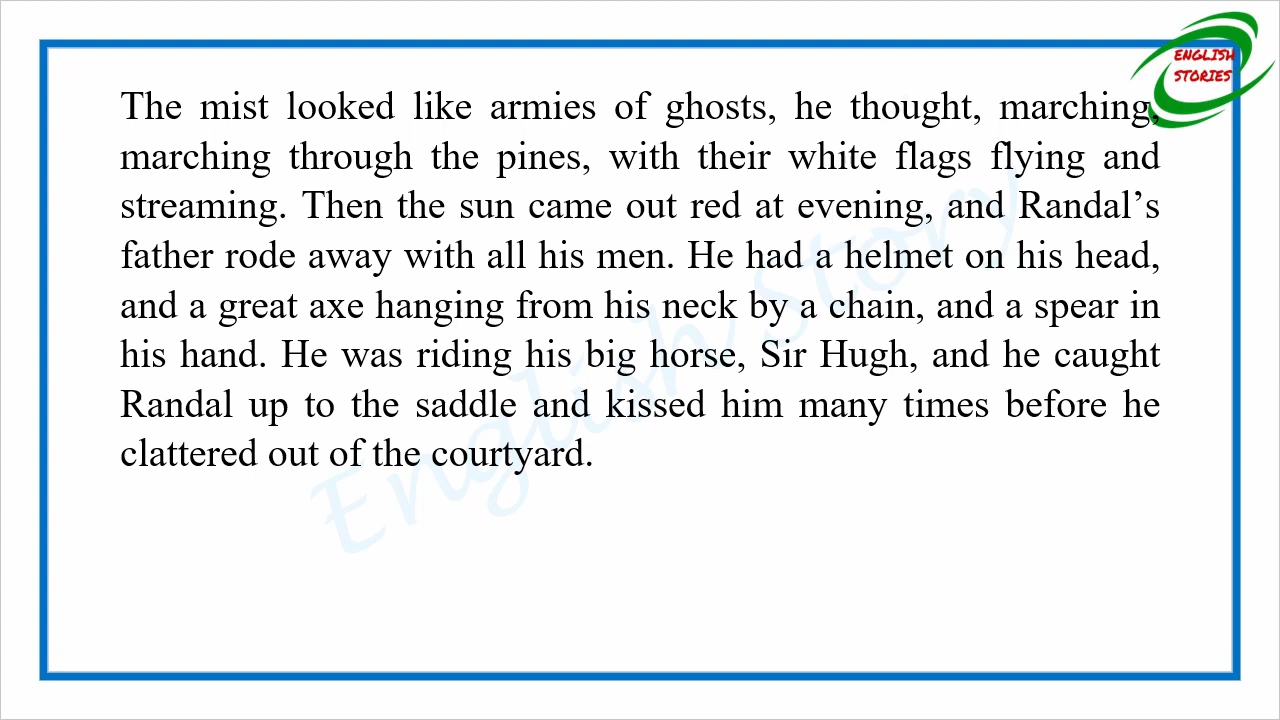 ENGLISH
STORIES
The mist looked like armies of ghosts, he thought, marching,
marching through the pines, with their white flags flying and
streaming. Then the sun came out red at evening, and Randal’s
father rode away with all his men. He had a helmet on his head,
and a great axe hanging from his neck by a chain, and a spear in
his hand. He was riding his big horse, Sir Hugh, and he caught
Randal up to the saddle and kissed him many times before he
clattered out of the courtyard.
English Story